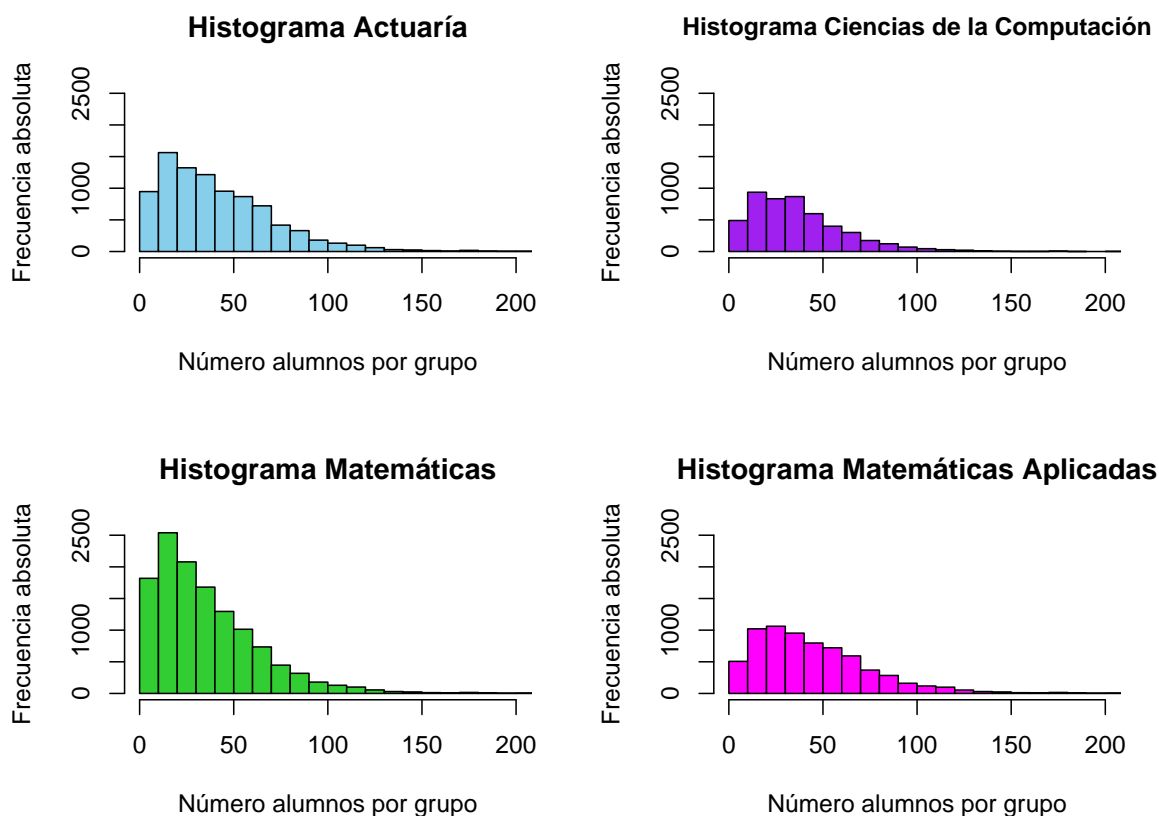 Histograma Actuaría
Frecuencia absoluta
0 1000 2500
0 50 100 150 200
Número alumnos por grupo
Histograma Ciencias de la Computación
Frecuencia absoluta
0 1000 2500
0 50 100 150 200
Número alumnos por grupo
Histograma Matemáticas
Frecuencia absoluta
0 1000 2500
0 50 100 150 200
Número alumnos por grupo
Histograma Matemáticas Aplicadas
Frecuencia absoluta
0 1000 2500
0 50 100 150 200
Número alumnos por grupo